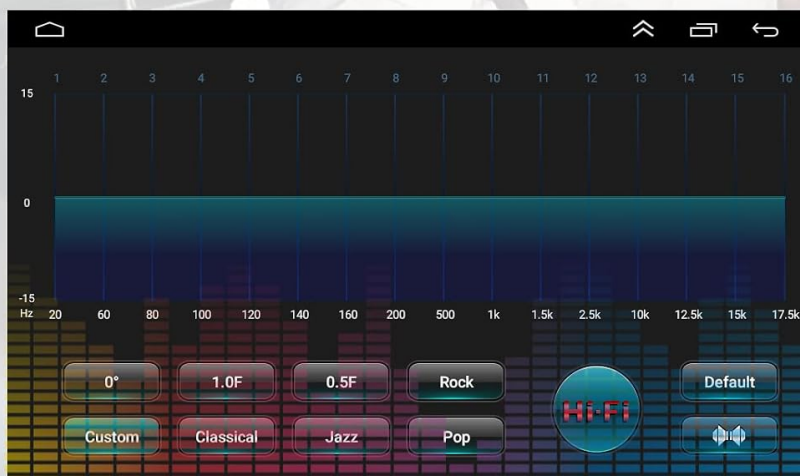 1 2 3 4 5 6 7 8 9 10 11 12 13 14 15 16
15
0
-15
Hz 20 60 80 100 120 140 160 200 500 1k 1.5k 2.5k 10k 12.5k 15k 17.5k
0° 1.0F 0.5F Rock Default
Hi-Fi
Custom Classical Jazz Pop